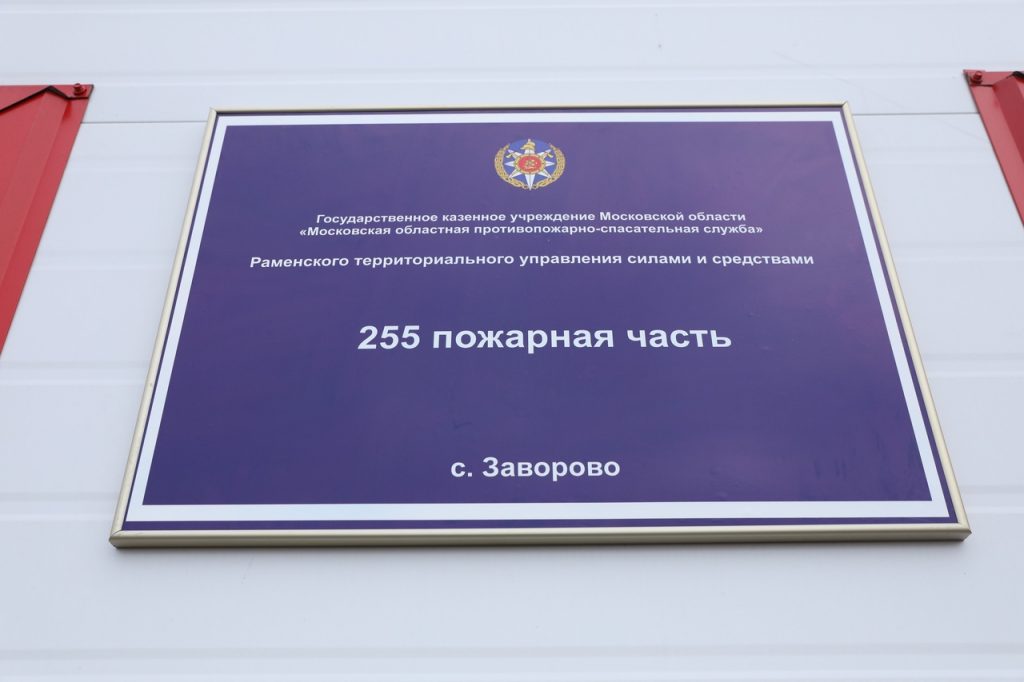 Государственное казенное учреждение Московской области
«Московская областная противопожарно-спасательная служба»
Раменского территориального управления силами и средствами
255 пожарная часть
с. Заворово